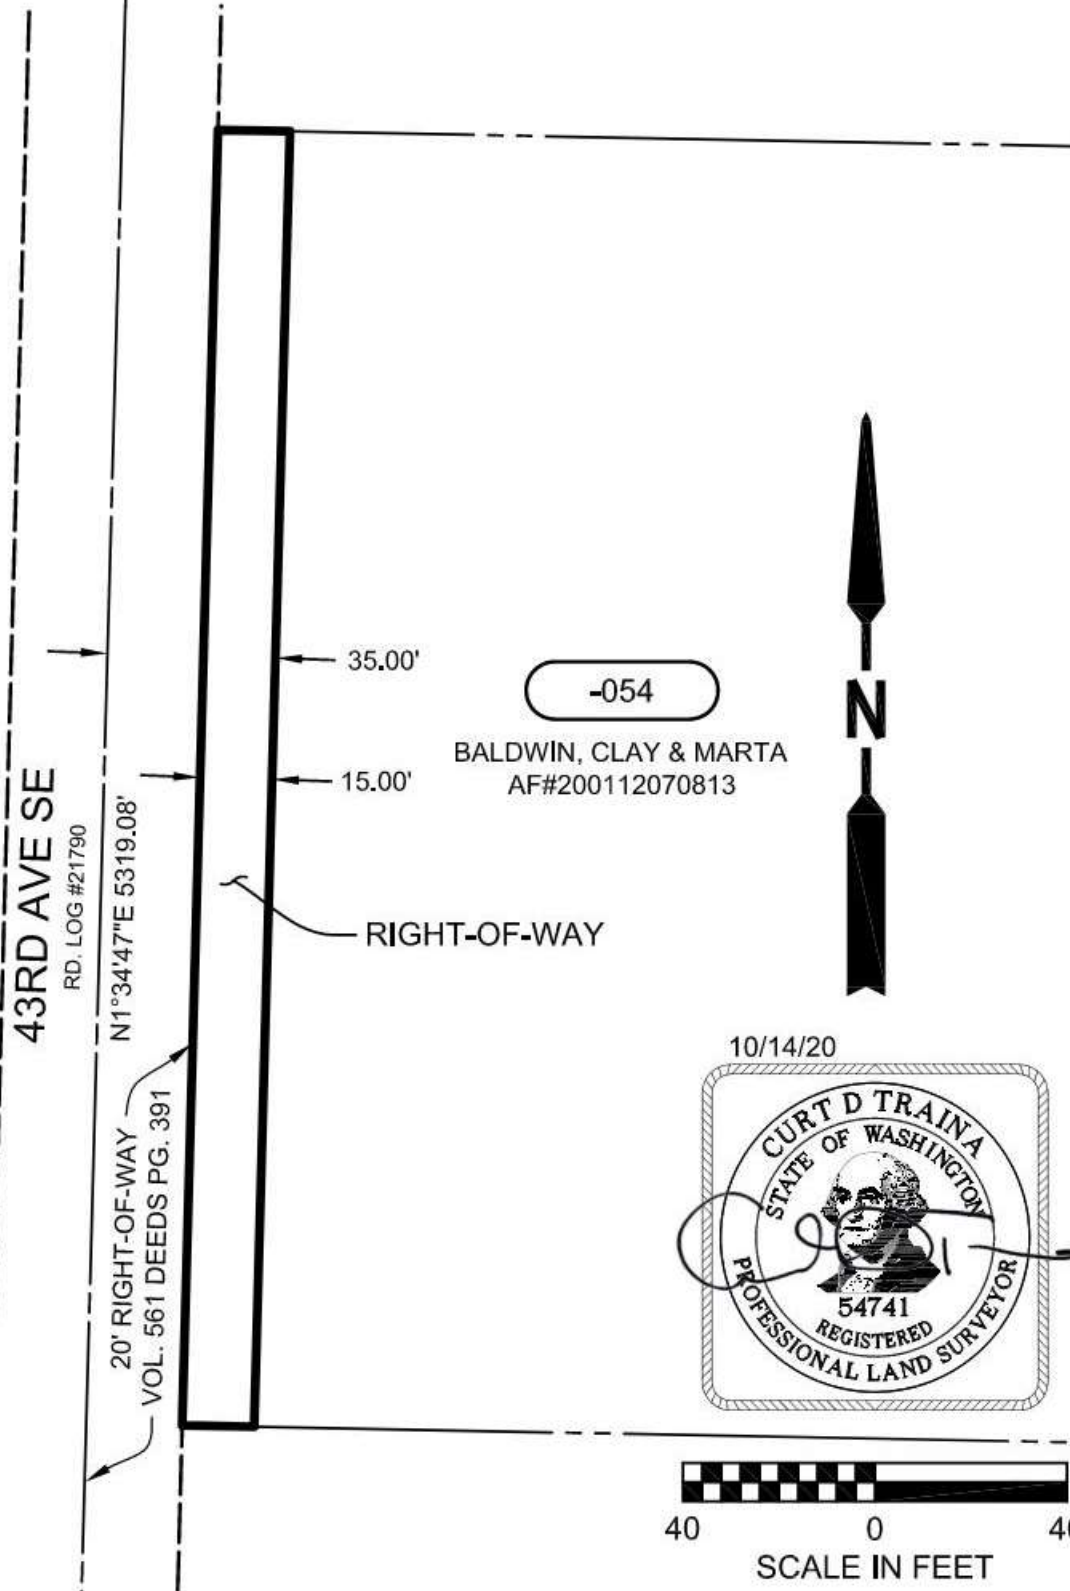 35.00'
-054
BALDWIN, CLAY & MARTA
AF#200112070813
15.00'
43RD AVE SE
RD. LOG #21790
N1°34'47"E 5319.08'
RIGHT-OF-WAY
20' RIGHT-OF-WAY
VOL. 561 DEEDS PG. 391
N
10/14/20
CURT D TRAINA
STATE OF WASHINGTON
54741
REGISTERED
PROFESSIONAL LAND SURVEYOR
40 0
SCALE IN FEET